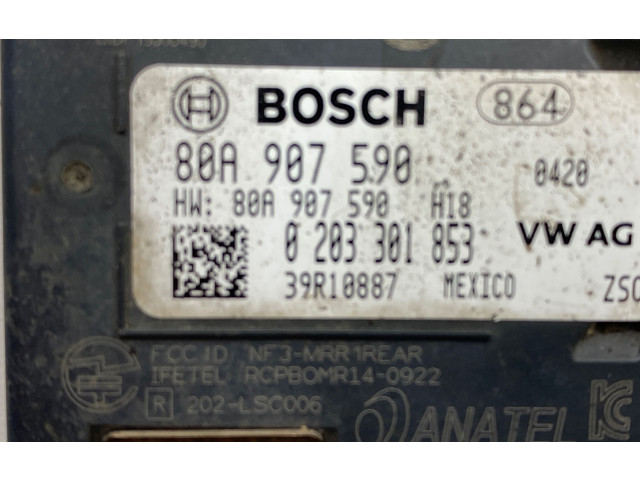 BOSCH 864
80A 907 590 0420
HW: 80A 907 590 H18
0 203 301 853 VW AG
39R10887 MEXICO ZSC
FCC ID NF3-MRR1REAR
IFETEL RCPBOMR14-0922
R 202-LSC006
ANATEL